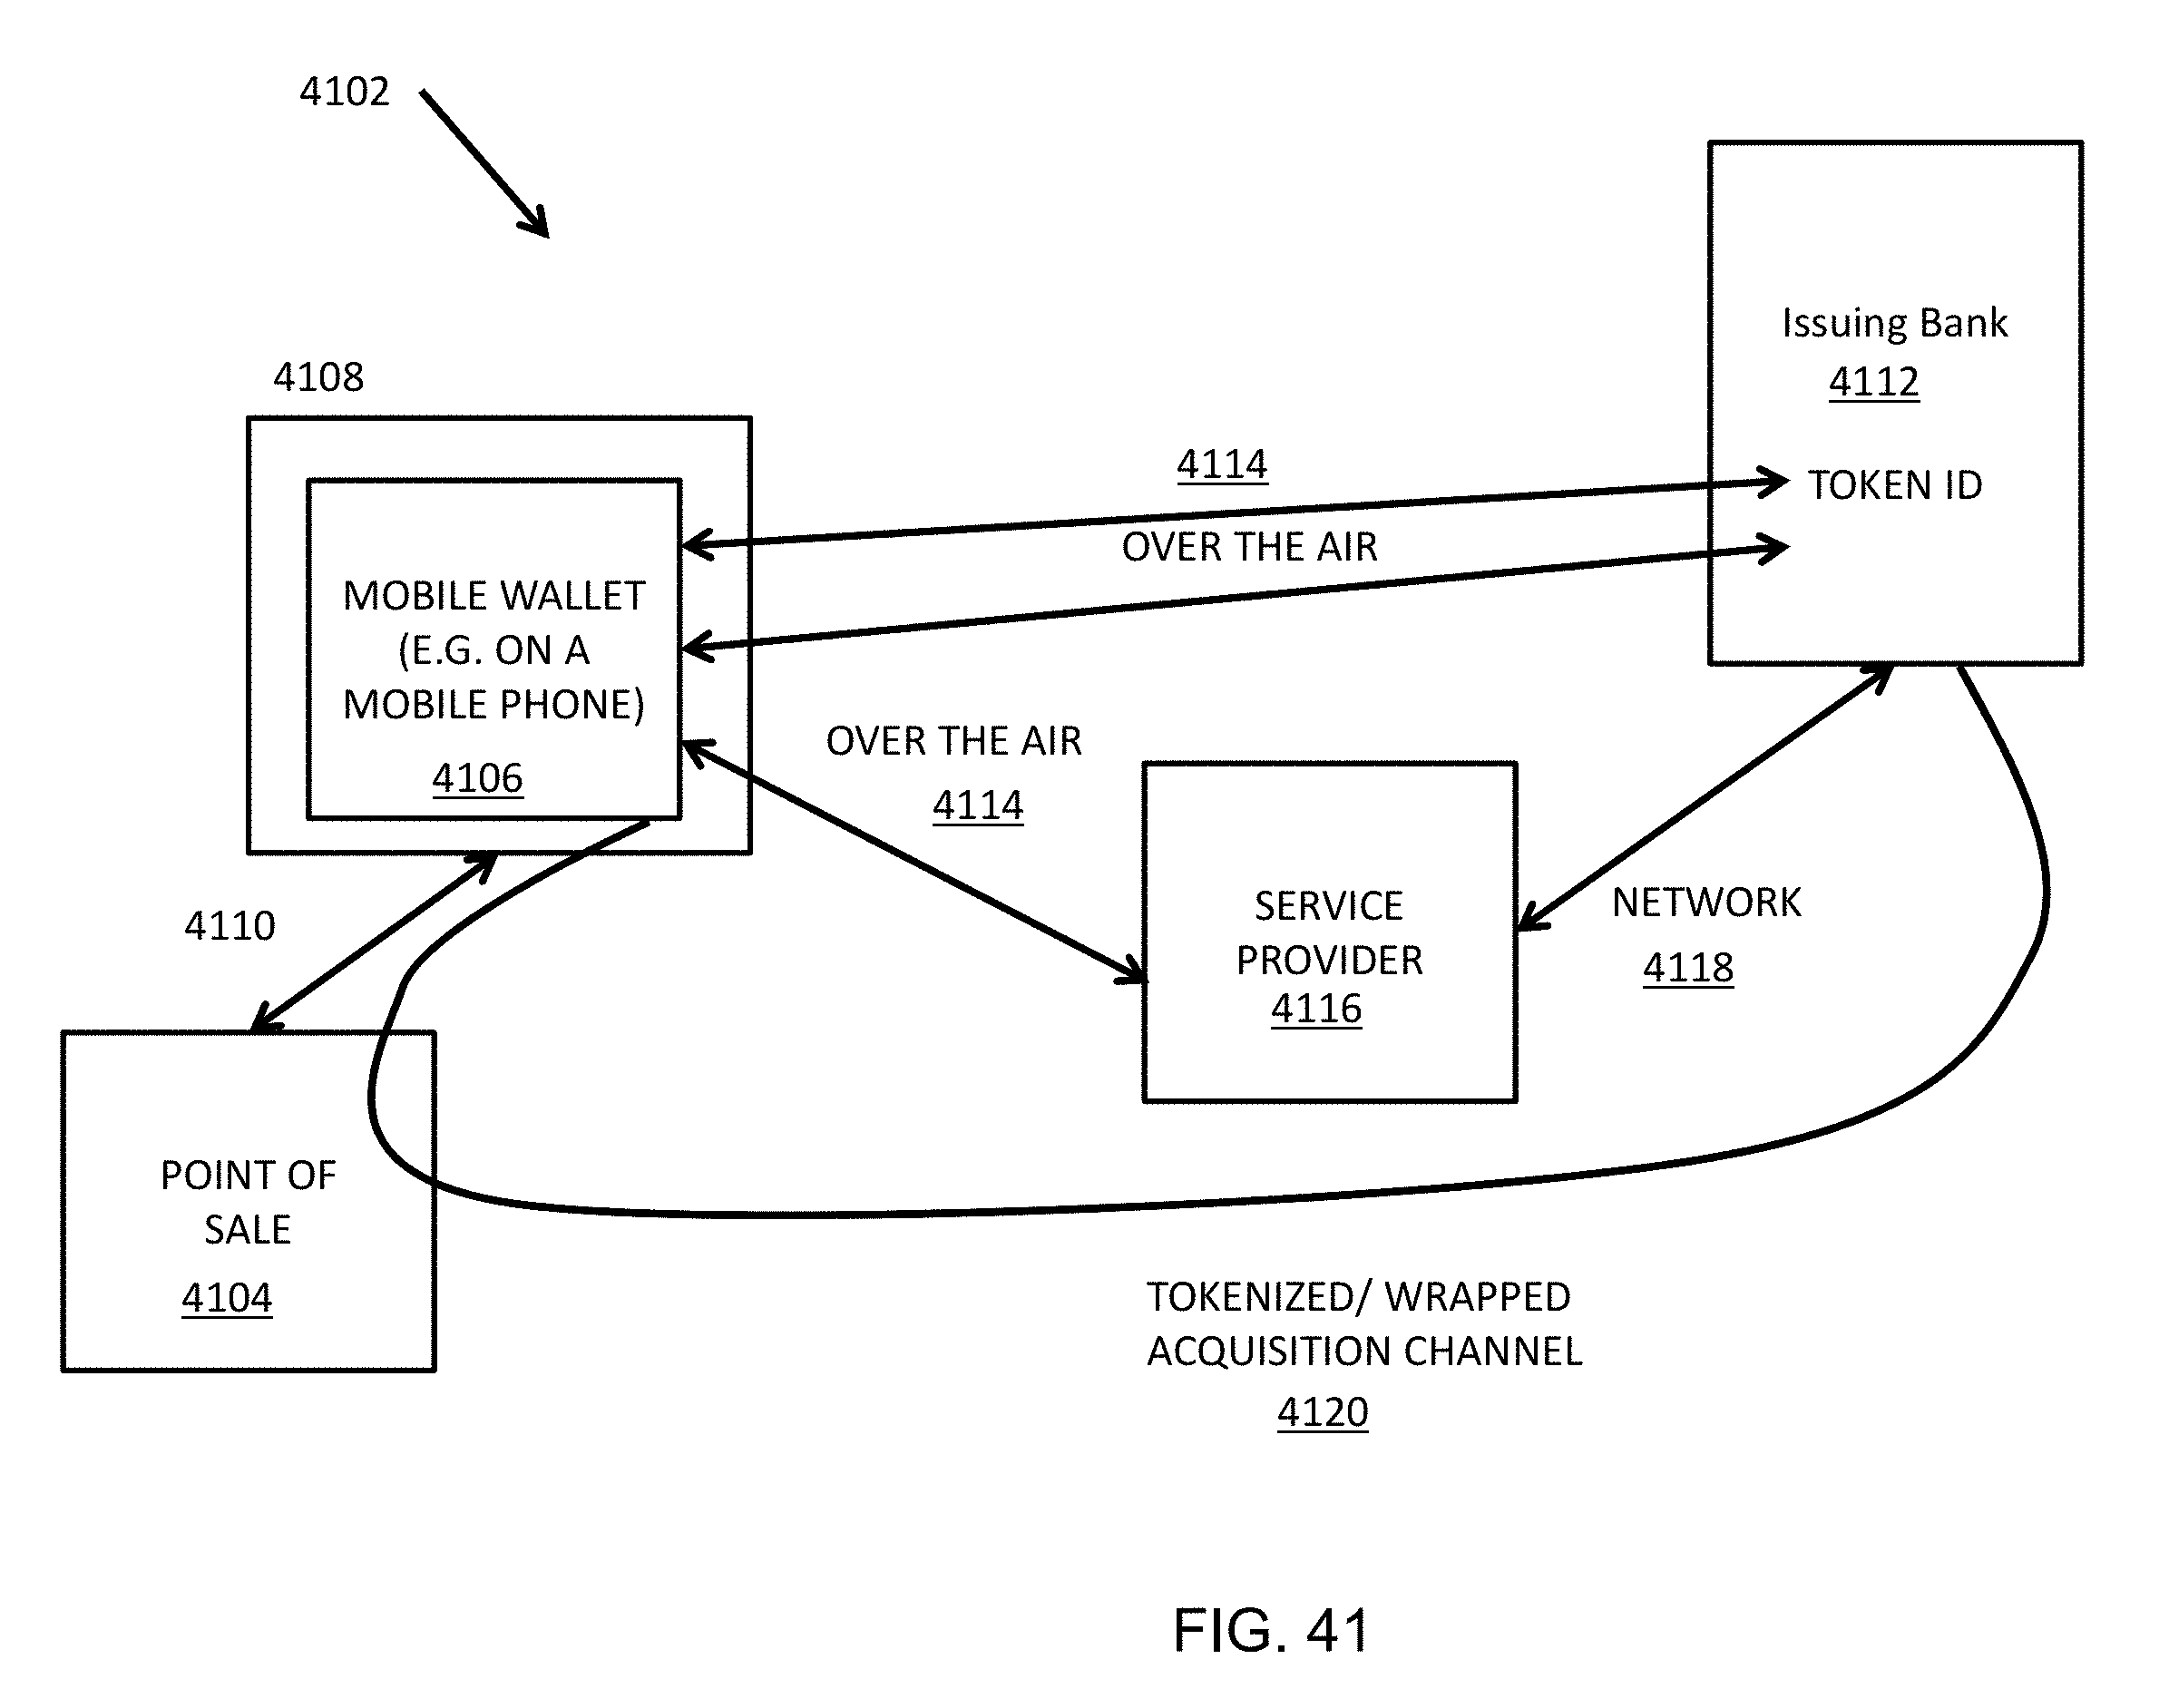 4102
Issuing Bank
4112
TOKEN ID
4108
4114
OVER THE AIR
MOBILE WALLET
(E.G. ON A
MOBILE PHONE)
4106
OVER THE AIR
4114
SERVICE
PROVIDER
4116
NETWORK
4118
4110
POINT OF
SALE
4104
TOKENIZED/ WRAPPED
ACQUISITION CHANNEL
4120
FIG. 41